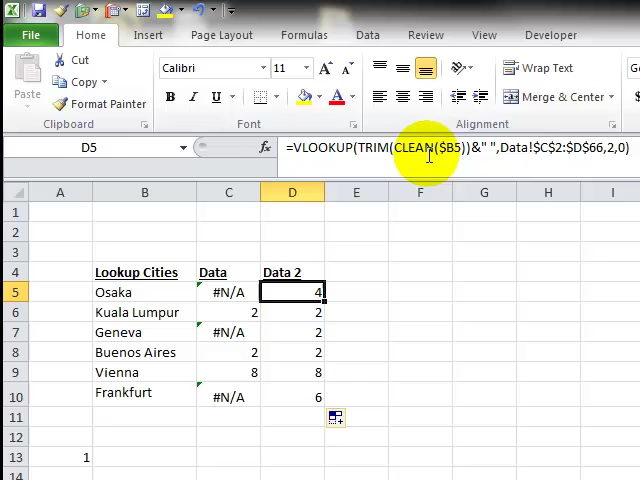 File Home Insert Page Layout Formulas Data Review View Developer
Cut
Copy
Paste
Format Painter
Clipboard
Calibri 11 A A
B I U A
Font
Wrap Text
Merge & Center
Alignment
D5 fx =VLOOKUP(TRIM(CLEAN($B5))&" ",Data!$C$2:$D$66,2,0)
A B C D E F G H I
1
2
3
4 Lookup Cities Data Data 2
5 Osaka #N/A 4
6 Kuala Lumpur 2 2
7 Geneva #N/A 2
8 Buenos Aires 2 2
9 Vienna 8 8
10 Frankfurt #N/A 6
11
12
13 1
14